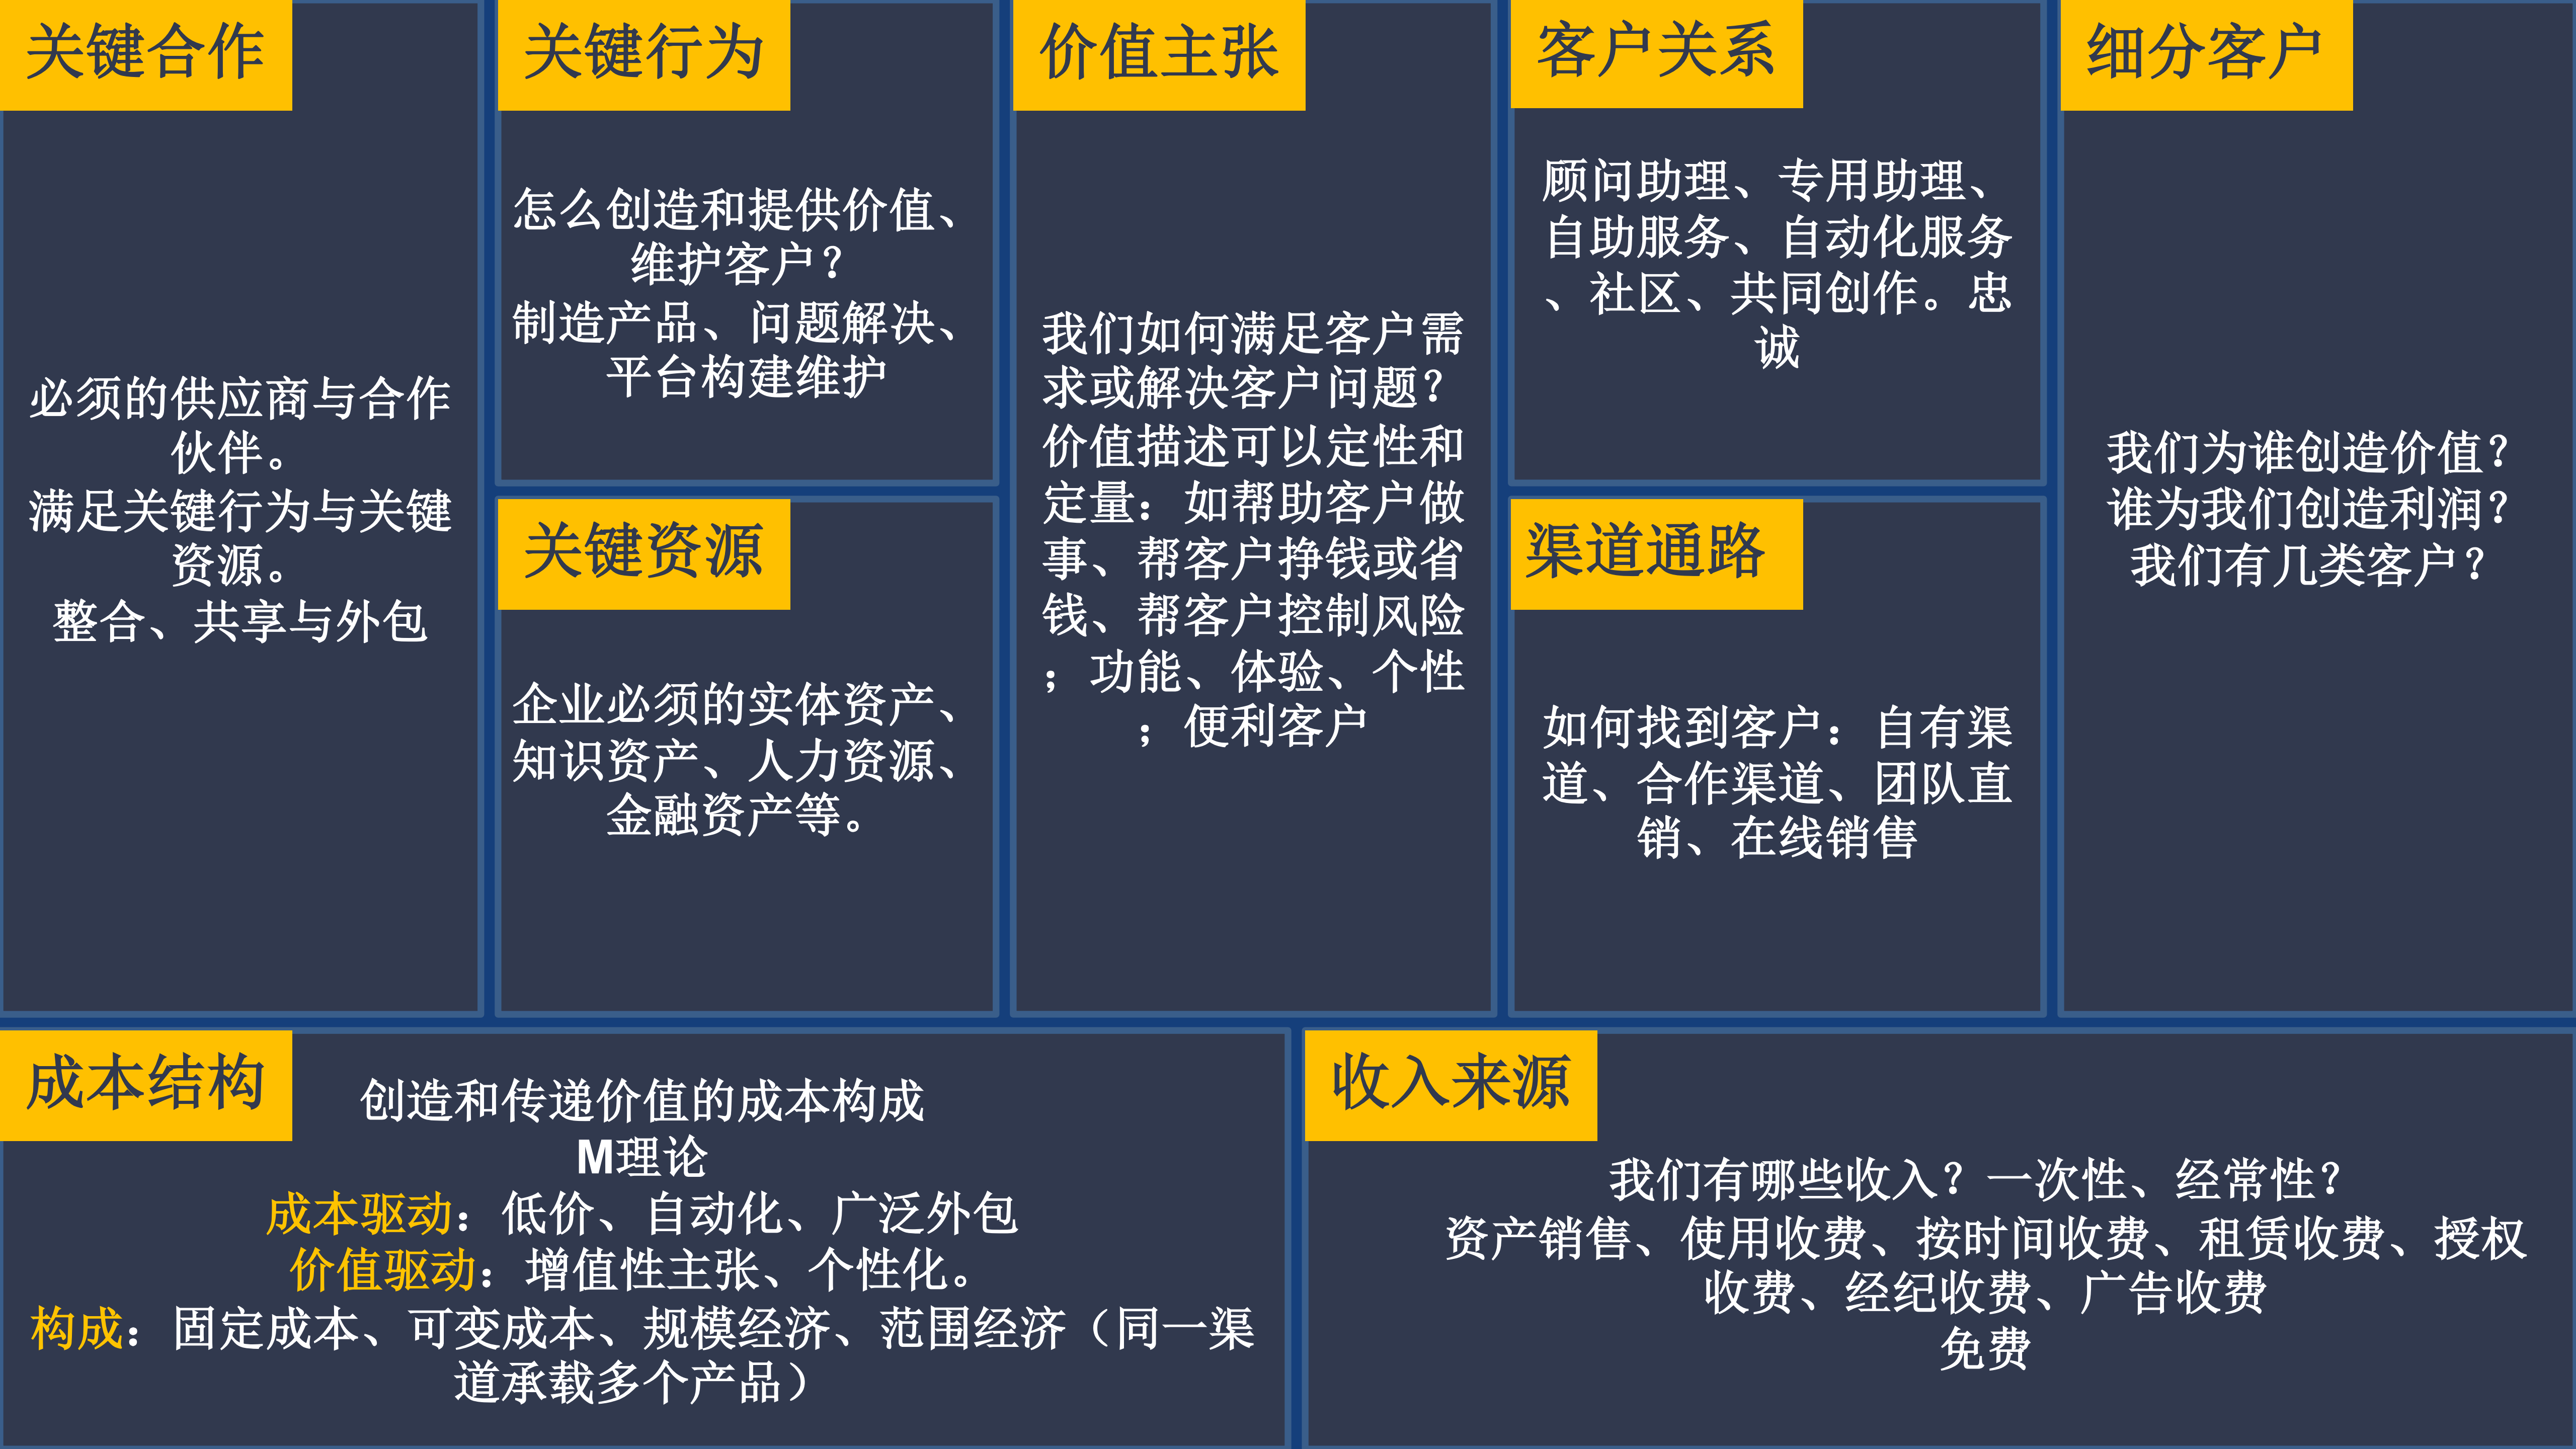 关键合作
必须的供应商与合作
伙伴。
满足关键行为与关键
资源。
整合、共享与外包
关键行为
怎么创造和提供价值、
维护客户？
制造产品、问题解决、
平台构建维护
关键资源
企业必须的实体资产、
知识资产、人力资源、
金融资产等。
价值主张
我们如何满足客户需
求或解决客户问题？
价值描述可以定性和
定量：如帮助客户做
事、帮客户挣钱或省
钱、帮客户控制风险
；功能、体验、个性
；便利客户
客户关系
顾问助理、专用助理、
自助服务、自动化服务
、社区、共同创作。忠
诚
渠道通路
如何找到客户：自有渠
道、合作渠道、团队直
销、在线销售
细分客户
我们为谁创造价值？
谁为我们创造利润？
我们有几类客户？
成本结构
创造和传递价值的成本构成
M理论
成本驱动：低价、自动化、广泛外包
价值驱动：增值性主张、个性化。
构成：固定成本、可变成本、规模经济、范围经济（同一渠
道承载多个产品）
收入来源
我们有哪些收入？一次性、经常性？
资产销售、使用收费、按时间收费、租赁收费、授权
收费、经纪收费、广告收费
免费